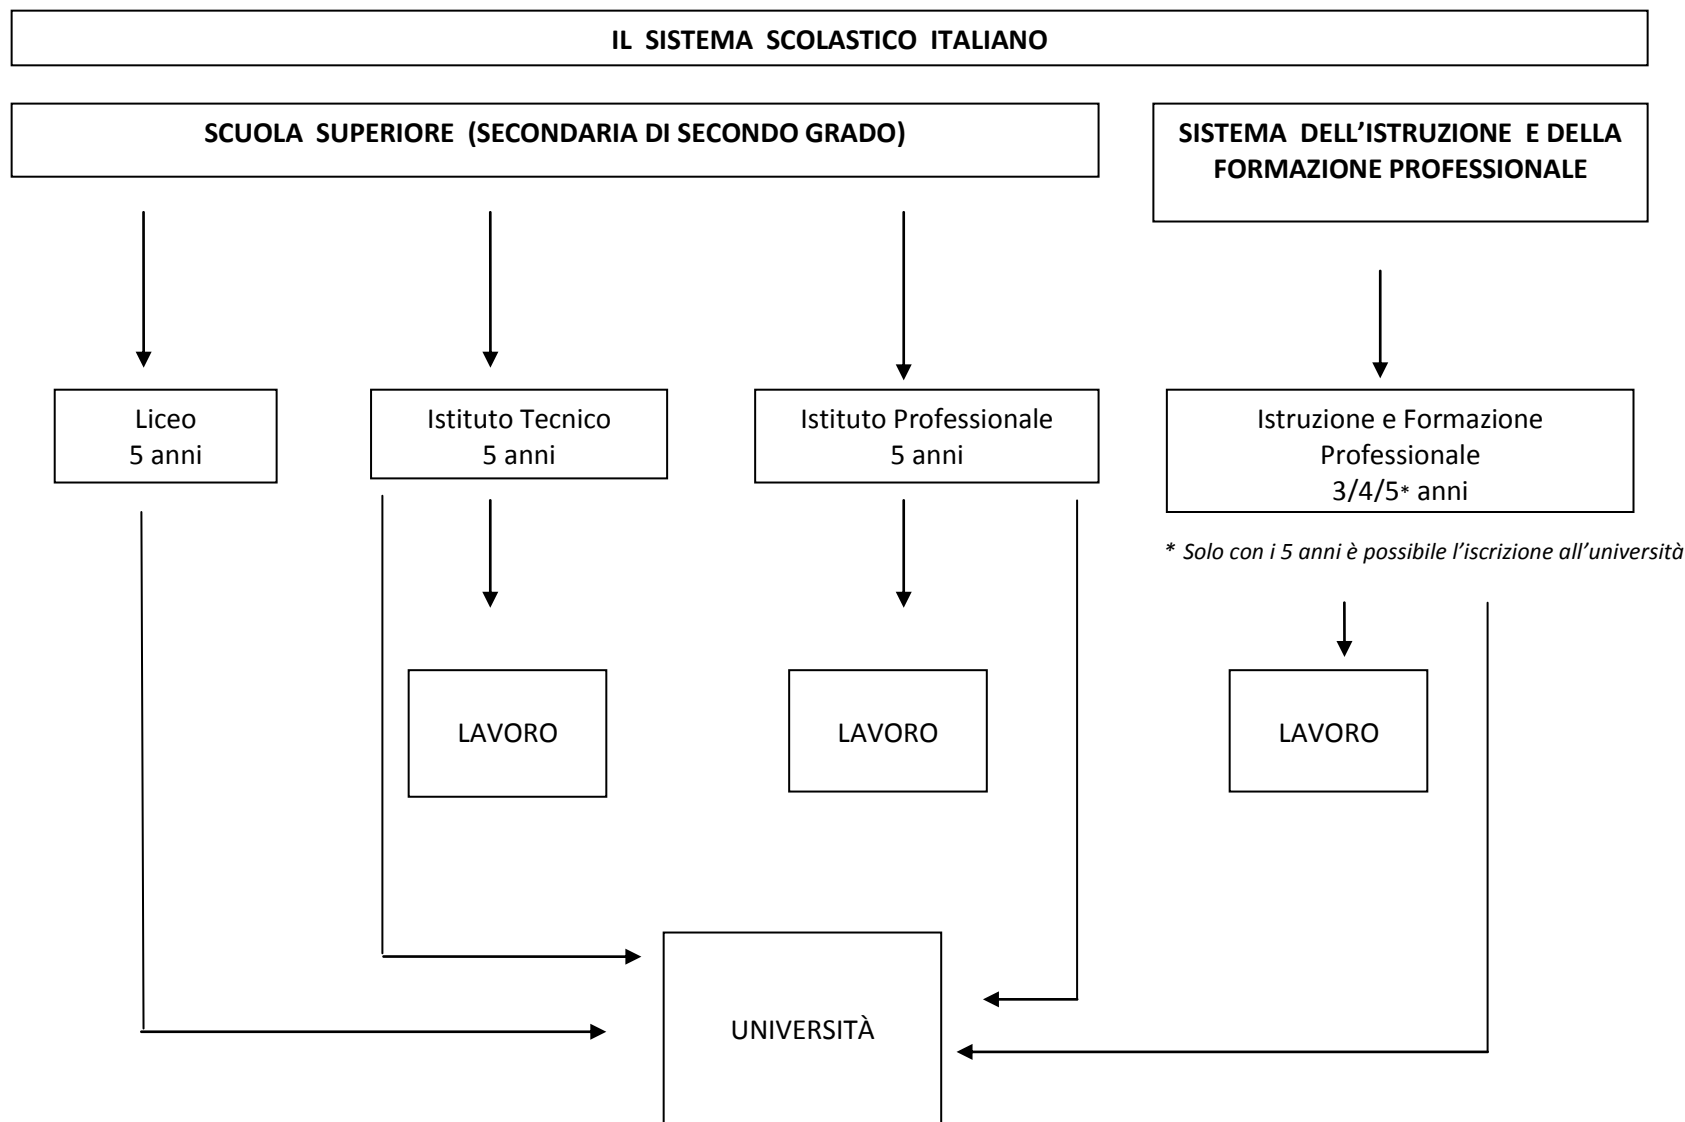 IL SISTEMA SCOLASTICO ITALIANO
SCUOLA SUPERIORE (SECONDARIA DI SECONDO GRADO)
SISTEMA DELL’ISTRUZIONE E DELLA
FORMAZIONE PROFESSIONALE
Liceo
5 anni
Istituto Tecnico
5 anni
Istituto Professionale
5 anni
Istruzione e Formazione
Professionale
3/4/5* anni
* Solo con i 5 anni è possibile l’iscrizione all’università
LAVORO
LAVORO
LAVORO
UNIVERSITÀ